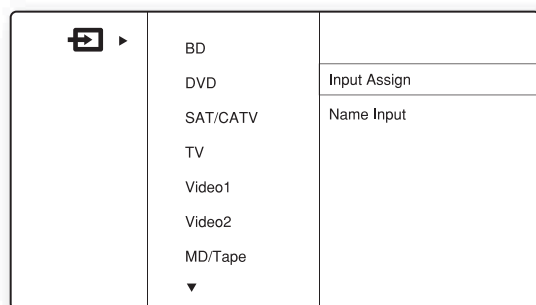 BD
DVD
SAT/CATV
TV
Video1
Video2
MD/Tape
Input Assign
Name Input